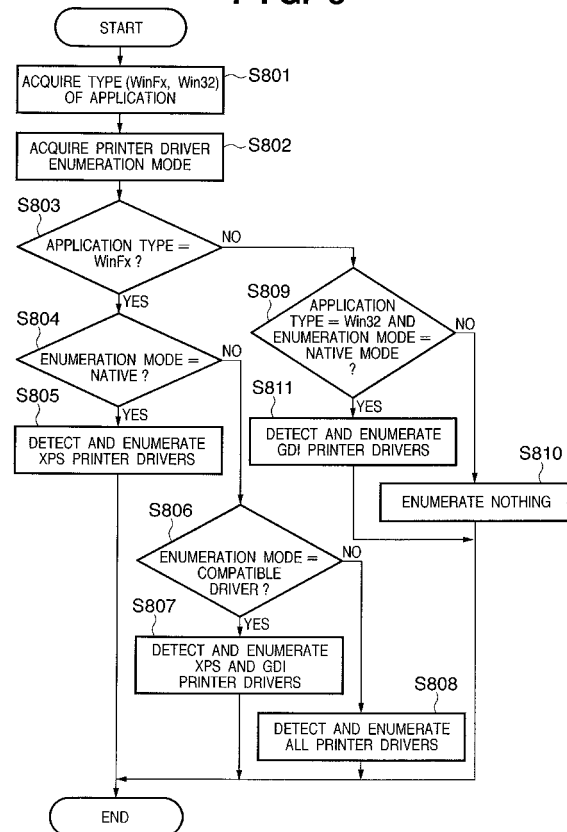 START
ACQUIRE TYPE (WinFx, Win32)
OF APPLICATION
S801
ACQUIRE PRINTER DRIVER
ENUMERATION MODE
S802
S803
APPLICATION TYPE =
WinFx ?
NO
YES
S804
ENUMERATION MODE =
NATIVE ?
NO
YES
S805
DETECT AND ENUMERATE
XPS PRINTER DRIVERS
S809
APPLICATION
TYPE = Win32 AND
ENUMERATION MODE =
NATIVE MODE
?
NO
YES
S811
DETECT AND ENUMERATE
GDI PRINTER DRIVERS
S810
ENUMERATE NOTHING
S806
ENUMERATION MODE =
COMPATIBLE
DRIVER ?
NO
YES
S807
DETECT AND ENUMERATE
XPS AND GDI
PRINTER DRIVERS
S808
DETECT AND ENUMERATE
ALL PRINTER DRIVERS
END